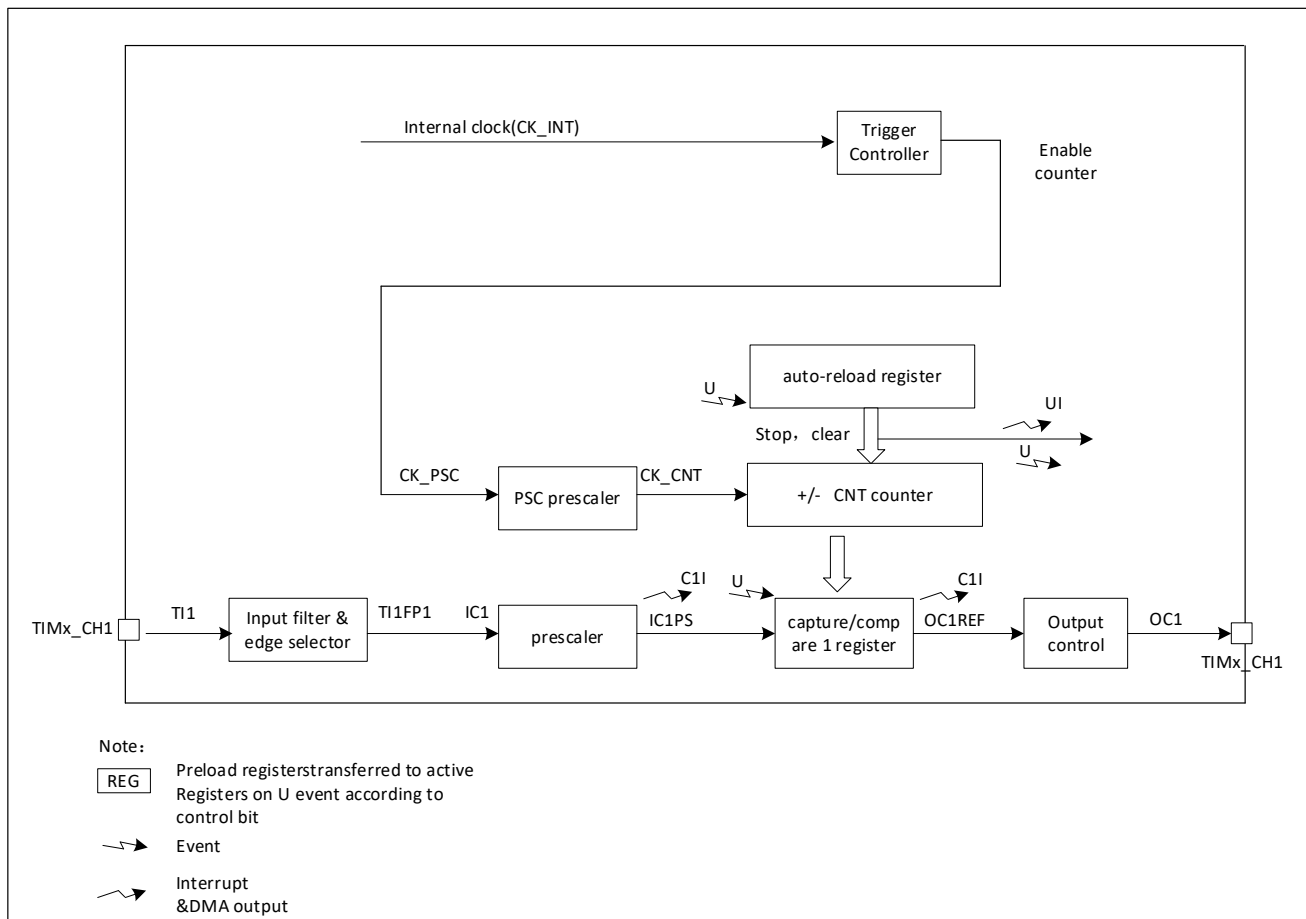 Internal clock(CK_INT)
Trigger
Controller
Enable
counter
auto-reload register
U
UI
Stop，clear
U
CK_PSC
PSC prescaler
CK_CNT
+/- CNT counter
TIMx_CH1
TI1
Input filter &
edge selector
TI1FP1
IC1
prescaler
C1I
IC1PS
U
capture/comp
are 1 register
C1I
OC1REF
Output
control
OC1
TIMx_CH1
Note：
REG
Preload registerstransferred to active
Registers on U event according to
control bit
Event
Interrupt
&DMA output